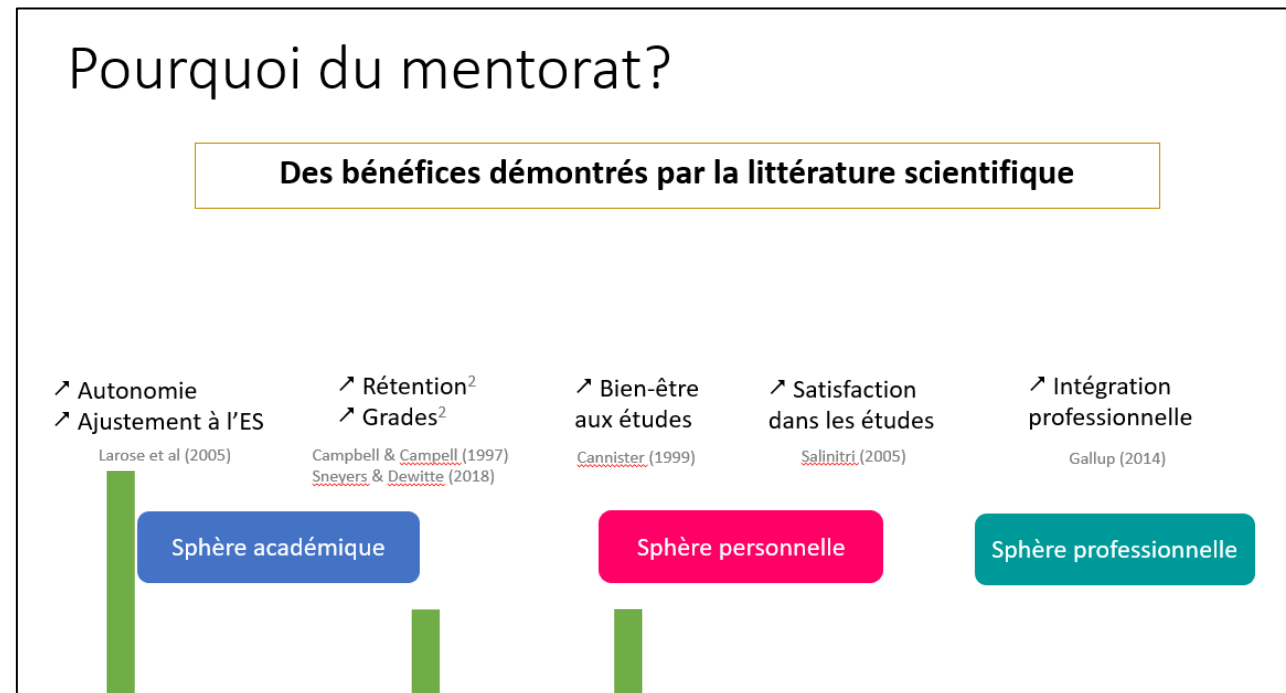 Pourquoi du mentorat?
Des bénéfices démontrés par la littérature scientifique
↗ Autonomie
↗ Ajustement à l'ES
Larose et al (2005)
↗ Rétention²
↗ Grades²
Campbell & Campell (1997)
Sneyers & Dewitte (2018)
↗ Bien-être
aux études
Cannister (1999)
↗ Satisfaction
dans les études
Salinitri (2005)
↗ Intégration
professionnelle
Gallup (2014)
Sphère académique
Sphère personnelle
Sphère professionnelle